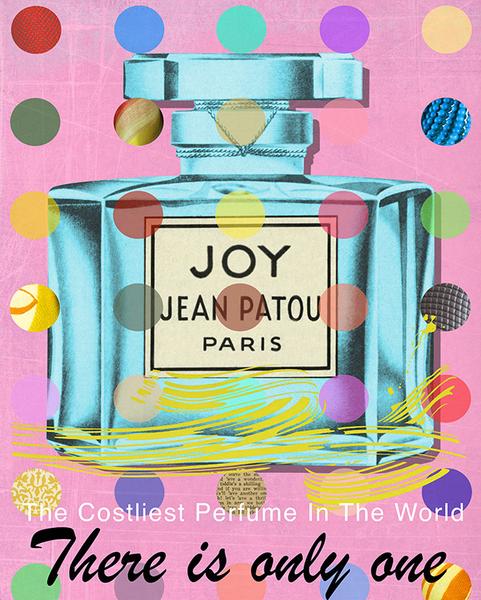 JOY
JEAN PATOU
PARIS
The Costliest Perfume In The World
There is only one